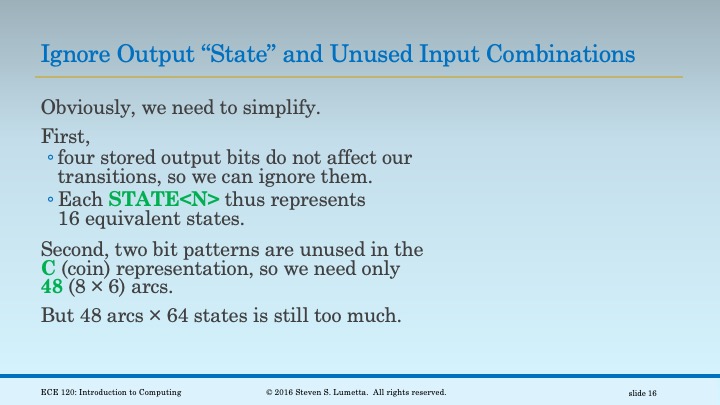 Ignore Output “State” and Unused Input Combinations
Obviously, we need to simplify.
First,
◦ four stored output bits do not affect our
transitions, so we can ignore them.
◦ Each STATE<N> thus represents
16 equivalent states.
Second, two bit patterns are unused in the
C (coin) representation, so we need only
48 (8 × 6) arcs.
But 48 arcs × 64 states is still too much.
ECE 120: Introduction to Computing
© 2016 Steven S. Lumetta. All rights reserved.
slide 16